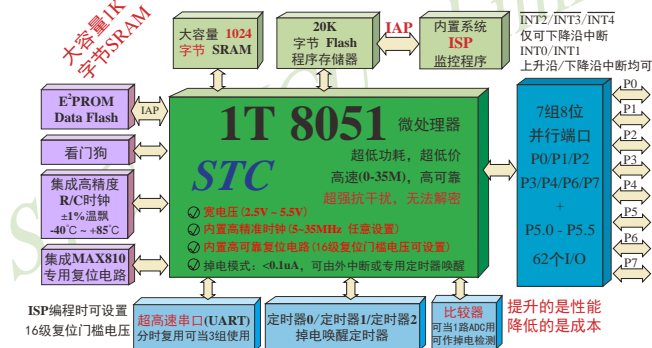 大容量1K
字节SRAM
大容量 1024
字节 SRAM
20K
字节 Flash
程序存储器
IAP
内置系统
ISP
监控程序
INT2/INT3/INT4
仅可下降沿中断
INT0/INT1
上升沿/下降沿中断均可
E²PROM
Data Flash
IAP
看门狗
集成高精度
R/C时钟
±1%温飘
-40℃~+85℃
集成MAX810
专用复位电路
ISP编程时可设置
16级复位门槛电压
1T 8051 微处理器
STC
超低功耗，超低价
高速(0-35M)，高可靠
超强抗干扰，无法解密
宽电压(2.5V~5.5V)
内置高精准时钟(5~35MHz 任意设置)
内置高可靠复位电路(16级复位门槛电压可设置)
掉电模式：<0.1uA，可由外中断或专用定时器唤醒
7组8位
并行端口
P0/P1/P2
P3/P4/P6/P7
+
P5.0 - P5.5
62个I/O
P0
P1
P2
P3
P4
P5
P6
P7
超高速串口(UART)
分时复用可当3组使用
定时器0/定时器1/定时器2
掉电唤醒定时器
比较器
可当1路ADC用
可作掉电检测
提升的是性能
降低的是成本